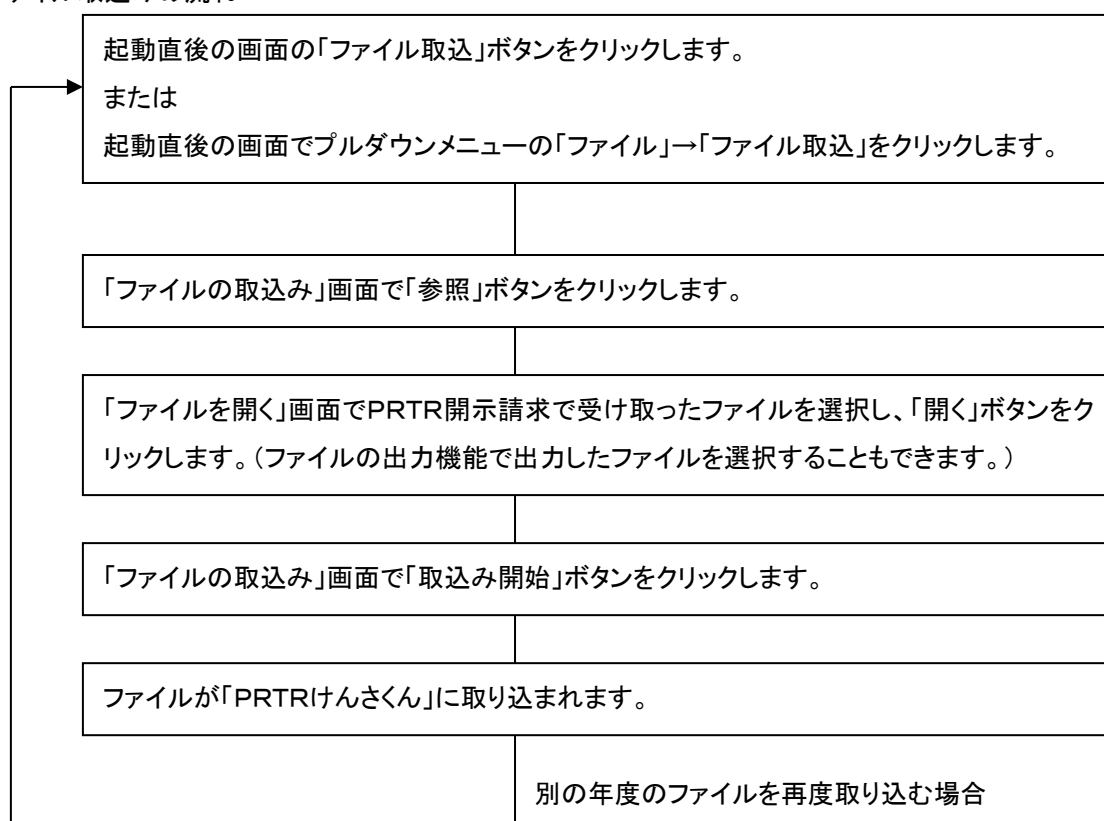 起動直後の画面の「ファイル取込」ボタンをクリックします。
または
起動直後の画面でプルダウンメニューの「ファイル」→「ファイル取込」をクリックします。
「ファイルの取込み」画面で「参照」ボタンをクリックします。
「ファイルを開く」画面でPRTR開示請求で受け取ったファイルを選択し、「開く」ボタンをク
リックします。(ファイルの出力機能で出力したファイルを選択することもできます。)
「ファイルの取込み」画面で「取込み開始」ボタンをクリックします。
ファイルが「PRTRけんさくん」に取り込まれます。
別の年度のファイルを再度取り込む場合